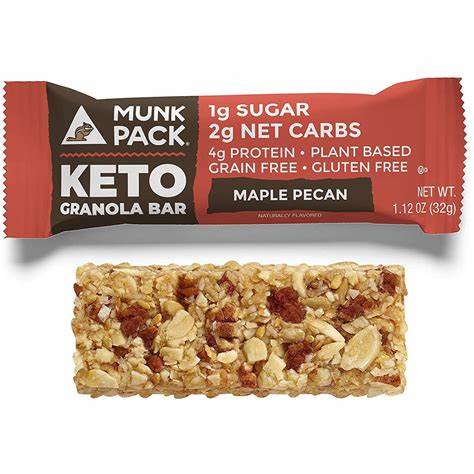 MUNK
PACK®
KETO
GRANOLA BAR
1g SUGAR
2g NET CARBS
4g PROTEIN • PLANT BASED
GRAIN FREE • GLUTEN FREE
MAPLE PECAN
NATURALLY FLAVORED
NET WT.
1.12 OZ (32g)